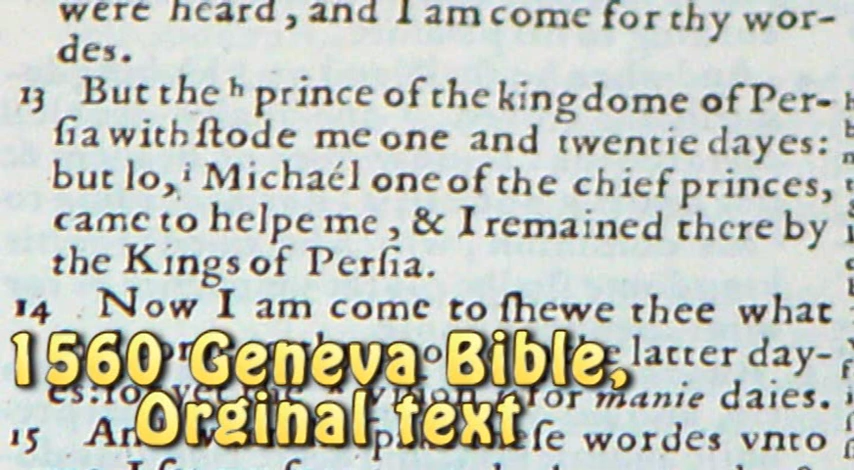 were heard, and I am come for thy wor-
des.
13 But the h prince of the kingdome of Per-
ſia withſtode me one and twentie dayes:
but lo, i Michaél one of the chief princes,
came to helpe me, & I remained there by
the Kings of Perſia.
14 Now I am come to ſhewe thee what
latter day-
1560 Geneva Bible,
for manie daies.
Orginal text
15 wordes vnto